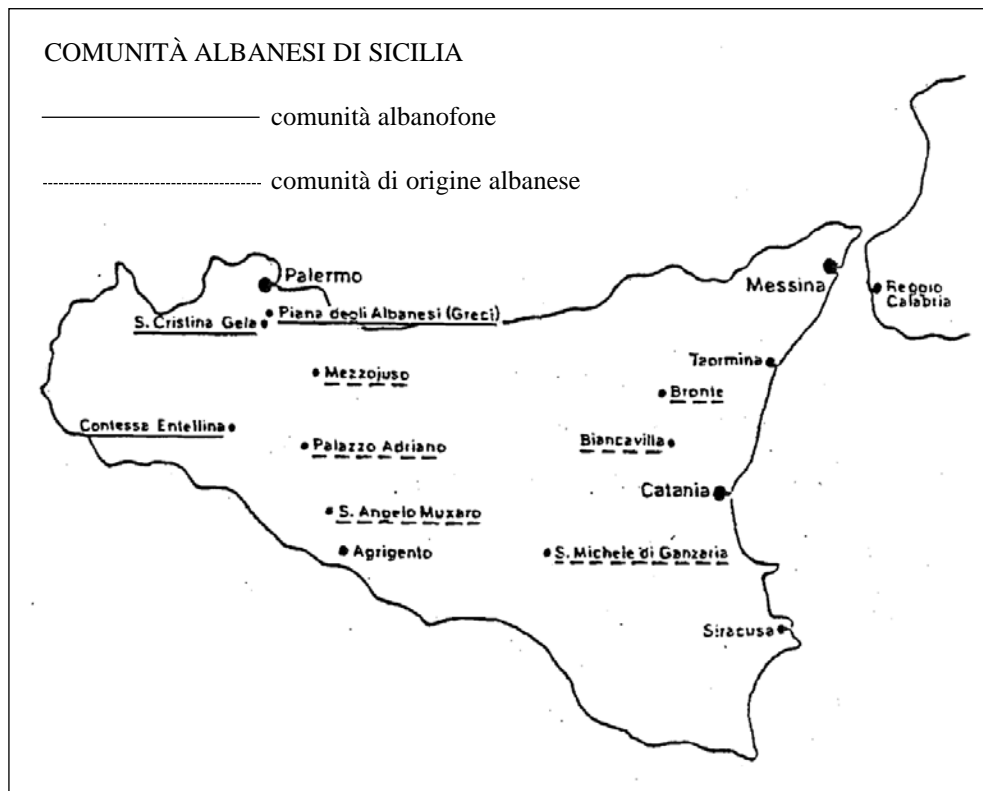 COMUNITÀ ALBANESI DI SICILIA
comunità albanofone
comunità di origine albanese
Palermo
Messina
Reggio
Calabria
Piana degli Albanesi (Greci)
S. Cristina Gela
Taormina
Mezzojuso
Bronte
Contessa Entellina
Palazzo Adriano
Biancavilla
Catania
S. Angelo Muxaro
Agrigento
S. Michele di Ganzaria
Siracusa